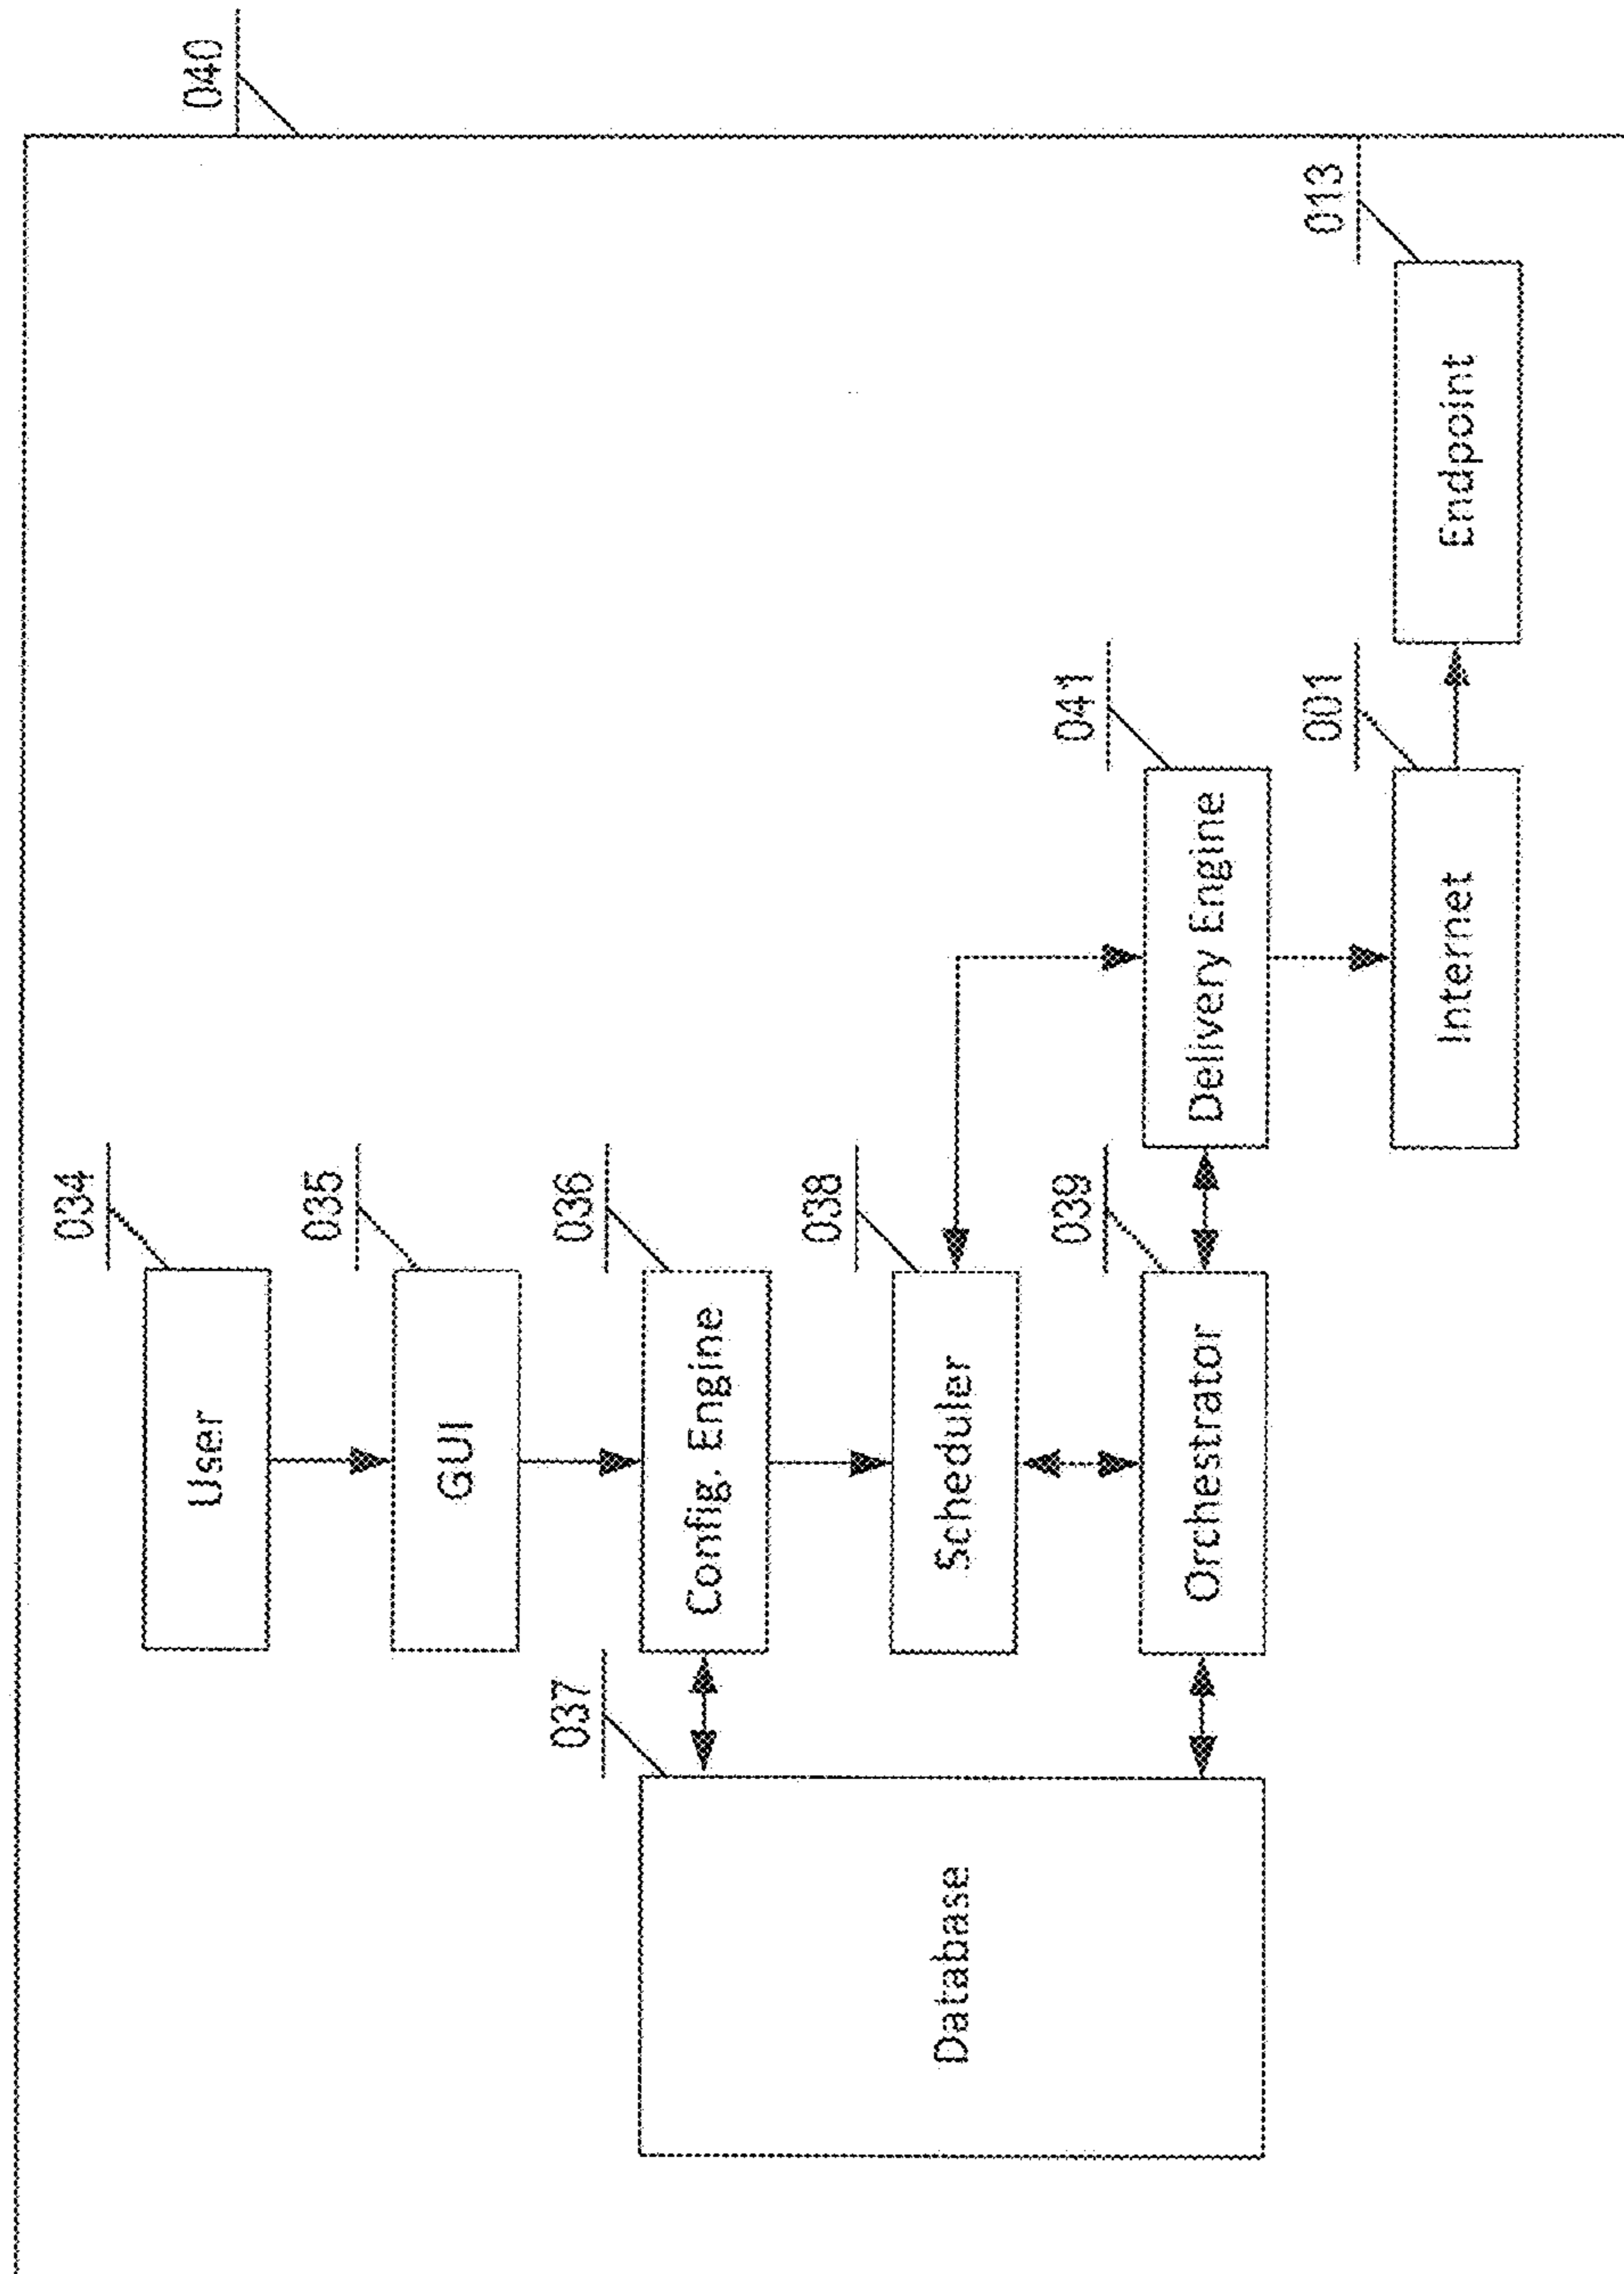 040
034
User
035
GUI
036
Config. Engine
037
Database
038
Scheduler
039
Orchestrator
041
Delivery Engine
001
Internet
013
Endpoint